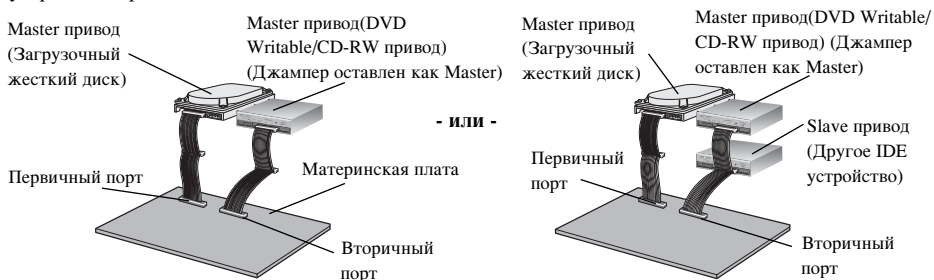 Master привод
(Загрузочный
жесткий диск)
Master привод(DVD
Writable/CD-RW привод)
(Джампер оставлен как Master)
Первичный порт
Материнская плата
Вторичный
порт
- или -
Master привод
(Загрузочный
жесткий диск)
Master привод(DVD Writable/
CD-RW привод) (Джампер
оставлен как Master)
Slave привод
(Другое IDE
устройство)
Первичный
порт
Вторичный
порт